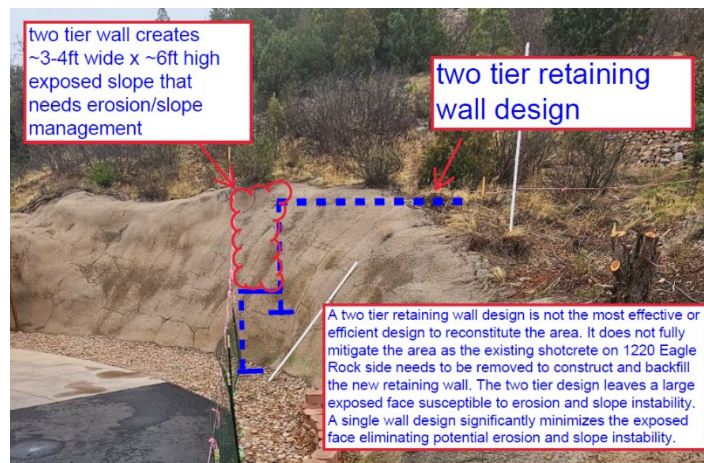 two tier wall creates
~3-4ft wide x ~6ft high
exposed slope that
needs erosion/slope
management
two tier retaining
wall design
A two tier retaining wall design is not the most effective or
efficient design to reconstitute the area. It does not fully
mitigate the area as the existing shotcrete on 1220 Eagle
Rock side needs to be removed to construct and backfill
the new retaining wall. The two tier design leaves a large
exposed face susceptible to erosion and slope instability.
A single wall design significantly minimizes the exposed
face eliminating potential erosion and slope instability.